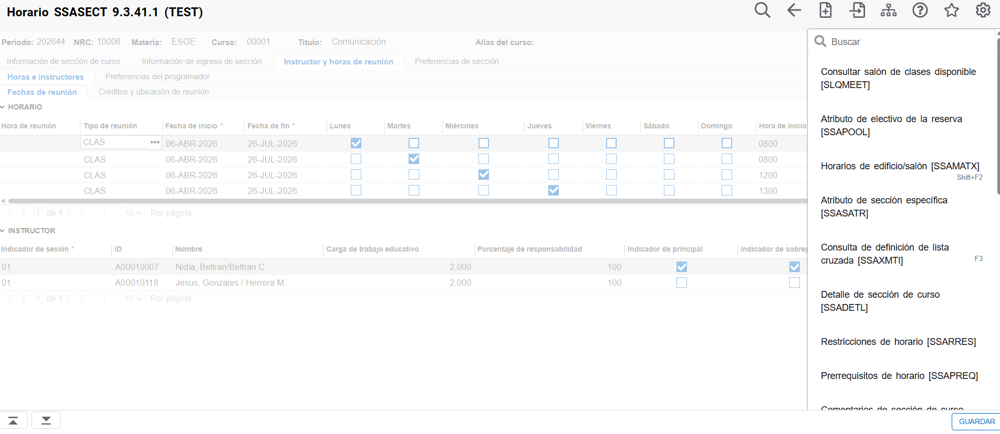 Horario SSASECT 9.3.41.1 (TEST)
Periodo: 202644 NRC: 10006 Materia: ESGE Curso: 00001 Título: Comunicación Alias del curso:
Información de sección de curso Información de ingreso de sección Instructor y horas de reunión Preferencias de sección
Horas e instructores Preferencias del programador
Fechas de reunión Créditos y ubicación de reunión
HORARIO
Hora de reunión Tipo de reunión Fecha de inicio * Fecha de fin * Lunes Martes Miércoles Jueves Viernes Sábado Domingo Hora de inicio
CLAS ••• 06-ABR-2026 26-JUL-2026 0800
CLAS 06-ABR-2026 26-JUL-2026 0800
CLAS 06-ABR-2026 26-JUL-2026 1200
CLAS 06-ABR-2026 26-JUL-2026 1300
1 de 1 10 Por página
INSTRUCTOR
Indicador de sesión * ID Nombre Carga de trabajo educativo Porcentaje de responsabilidad Indicador de principal Indicador de sobrep
01 A00010007 Nidia, Beltran/Beltran C. 2.000 100
01 A00010118 Jesus, Gonzales / Herrera M. 2.000 100
1 de 1 10 Por página
Buscar
Consultar salón de clases disponible
[SLQMEET]
Atributo de electivo de la reserva
[SSAPOOL]
Horarios de edificio/salón [SSAMATX]
Shift+F2
Atributo de sección específica
[SSASATR]
Consulta de definición de lista
cruzada [SSAXMTI] F3
Detalle de sección de curso
[SSADETL]
Restricciones de horario [SSARRES]
Prerrequisitos de horario [SSAPREQ]
Comentarios de sección de curso
GUARDAR